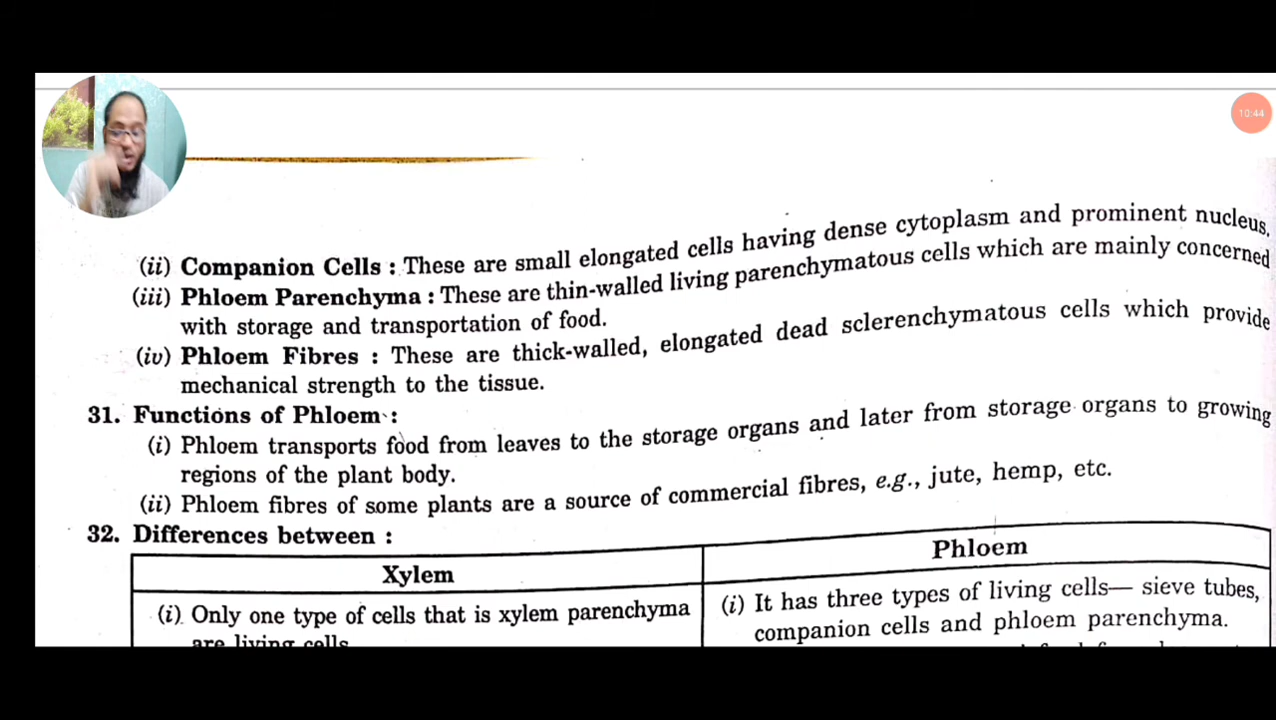 10:44
(ii) Companion Cells : These are small elongated cells having dense cytoplasm and prominent nucleus.
(iii) Phloem Parenchyma : These are thin-walled living parenchymatous cells which are mainly concerned
with storage and transportation of food.
(iv) Phloem Fibres : These are thick-walled, elongated dead sclerenchymatous cells which provide
mechanical strength to the tissue.
31. Functions of Phloem :
(i) Phloem transports food from leaves to the storage organs and later from storage organs to growing
regions of the plant body.
(ii) Phloem fibres of some plants are a source of commercial fibres, e.g., jute, hemp, etc.
32. Differences between :
Xylem
(i) Only one type of cells that is xylem parenchyma
are living cells
Phloem
(i) It has three types of living cells— sieve tubes,
companion cells and phloem parenchyma.